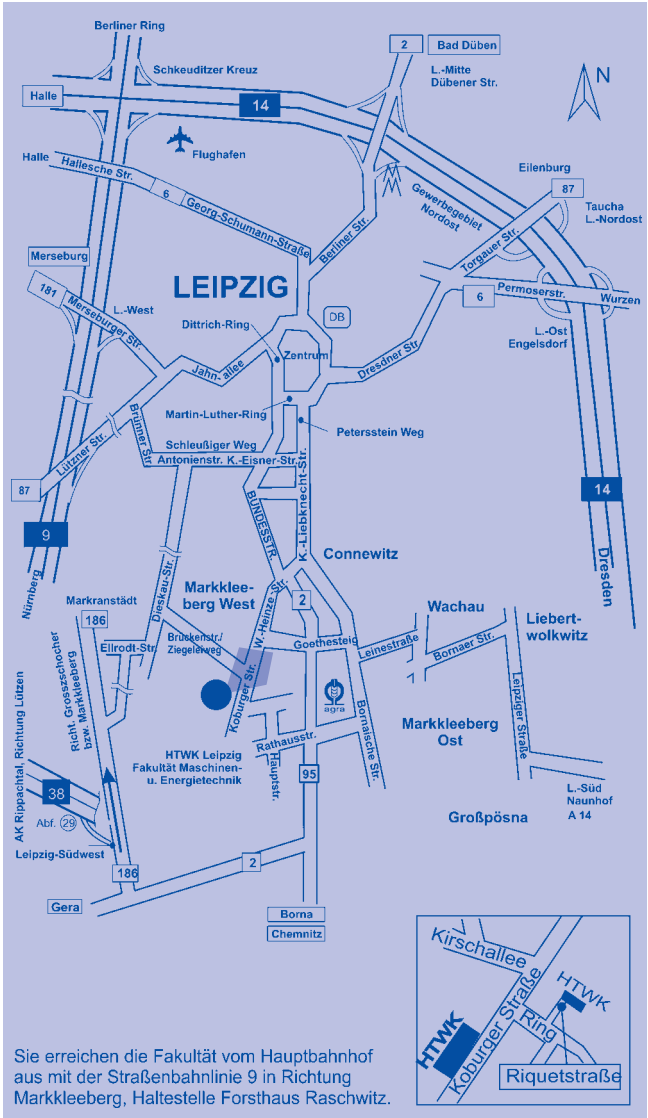 Berliner Ring
2
Bad Düben
L.-Mitte
Dübener Str.
N
Schkeuditzer Kreuz
Halle
14
Flughafen
Halle
Hallesche Str.
6
Georg-Schumann-Straße
Berliner Str.
Gewerbegebiet
Nordost
Eilenburg
87
Taucha
L.-Nordost
Torgauer Str.
Merseburg
181
Merseburger Str.
L.-West
LEIPZIG
6
Permoserstr.
Wurzen
L.-Ost
Engelsdorf
DB
Dittrich-Ring
Zentrum
Dresdner Str.
Jahn- allee
Martin-Luther-Ring
Petersstein Weg
Brünner Str
Lützner Str.
Schleußiger Weg
Antonienstr.
K.-Eisner-Str.
87
9
Nürnberg
14
Dresden
BUNDESSTR.
K.-Liebknecht-Str.
Connewitz
Dieskau-Str.
Markklee-
berg West
W.-Heinze-Str.
2
Markranstädt
186
Ellrodt-Str.
Brückenstr./
Ziegeleiweg
Goethesteig
Leinestraße
Wachau
Bornaer Str.
Liebert-
wolkwitz
Leipziger Straße
Koburger Str.
agra
Bornaische Str.
Markkleeberg
Ost
Richt. Grosszschocher
bzw. Markkleeberg
AK Rippachtal, Richtung Lützen
HTWK Leipzig
Fakultät Maschinen-
u. Energietechnik
Rathausstr.
Hauptstr.
95
38
Abf. 29
Leipzig-Südwest
L.-Süd
Naunhof
A 14
Großpösna
186
2
Gera
Borna
Chemnitz
Kirschallee
Koburger Straße
HTWK
HTWK
Ring
Riquetstraße
Sie erreichen die Fakultät vom Hauptbahnhof
aus mit der Straßenbahnlinie 9 in Richtung
Markkleeberg, Haltestelle Forsthaus Raschwitz.